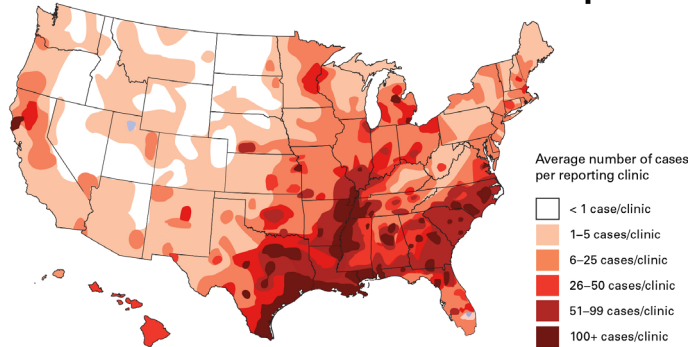 Average number of cases
per reporting clinic
< 1 case/clinic
1–5 cases/clinic
6–25 cases/clinic
26–50 cases/clinic
51–99 cases/clinic
100+ cases/clinic